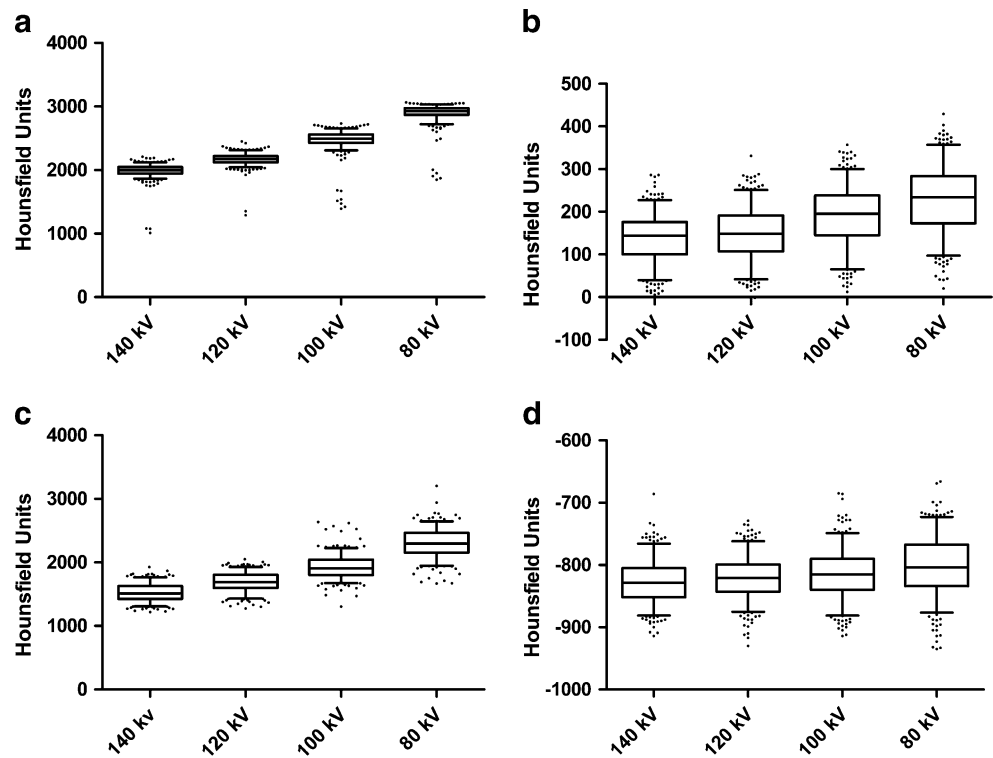 a
4000
3000
2000
1000
0
Hounsfield Units
140 kV
120 kV
100 kV
80 kV
b
500
400
300
200
100
0
-100
Hounsfield Units
140 kV
120 kV
100 kV
80 kV
c
4000
3000
2000
1000
0
Hounsfield Units
140 kv
120 kV
100 kV
80 kV
d
-600
-700
-800
-900
-1000
Hounsfield Units
140 kV
120 kV
100 kV
80 kV